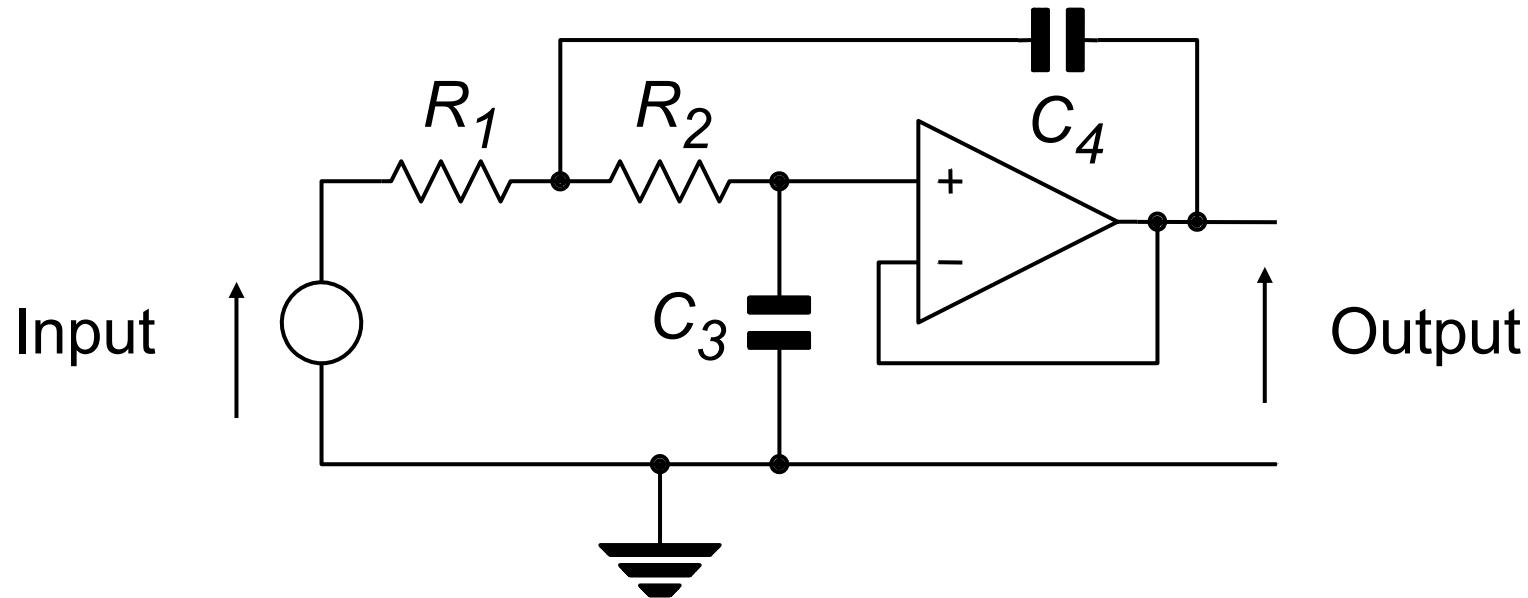 C₄
R₁ R₂
+
−
Input
C₃
Output